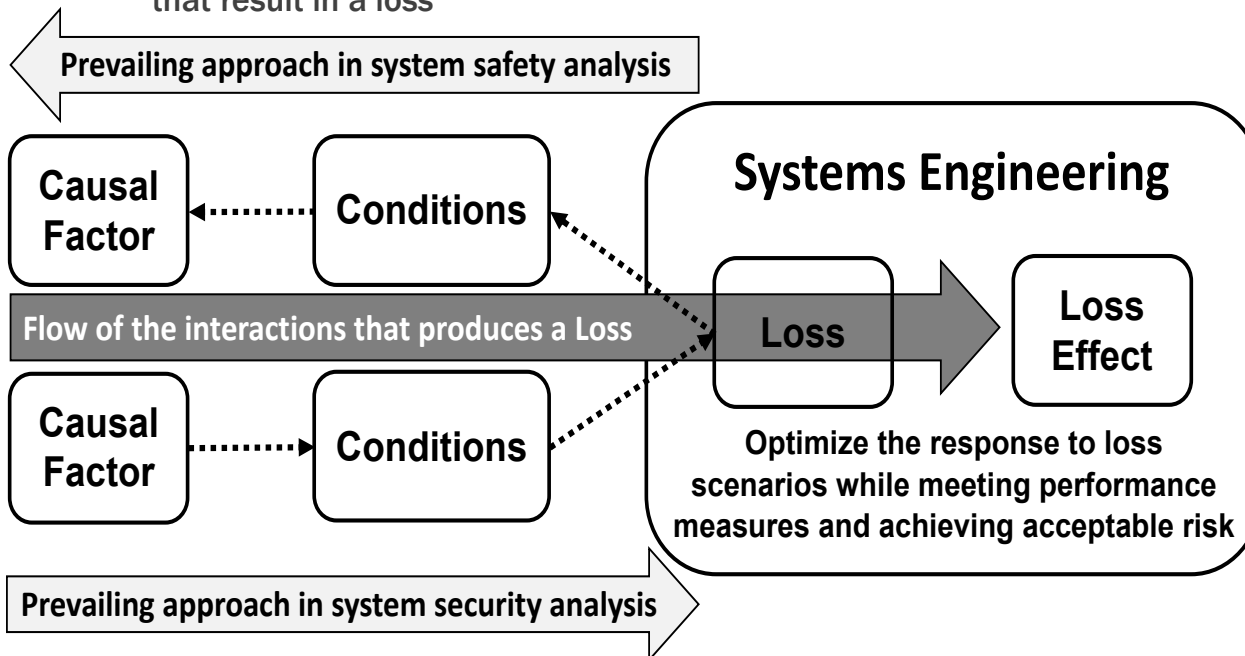 that result in a loss
Prevailing approach in system safety analysis
Causal
Factor
Conditions
Systems Engineering
Flow of the interactions that produces a Loss
Loss
Loss
Effect
Causal
Factor
Conditions
Optimize the response to loss
scenarios while meeting performance
measures and achieving acceptable risk
Prevailing approach in system security analysis